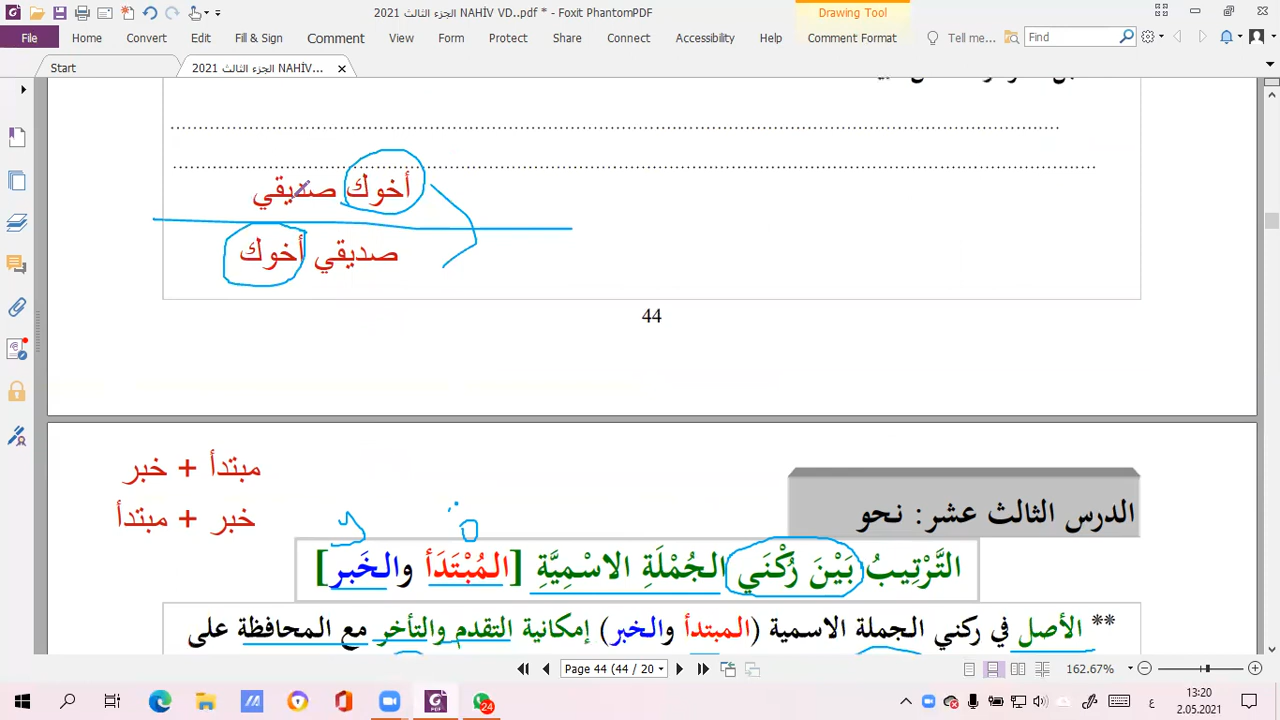 2021 الجزء الثالث NAHİV VD..pdf * - Foxit PhantomPDF
Drawing Tool
File Home Convert Edit Fill & Sign Comment View Form Protect Share Connect Accessibility Help Comment Format Tell me... Find
Start
2021 الجزء الثالث NAHİV VD...
أخوك صديقي
صديقي أخوك
44
مبتدأ + خبر
خبر + مبتدأ
الدرس الثالث عشر: نحو
التَّرْتِيبُ بَيْنَ رُكْنَي الجُمْلَةِ الاسْمِيَّةِ [المُبْتَدَأ والخَبر]
** الأصل في ركني الجملة الاسمية (المبتدأ والخبر) إمكانية التقدم والتأخر مع المحافظة على
Page 44 (44 / 20
162.67%
24
ع
13:20
2.05.2021